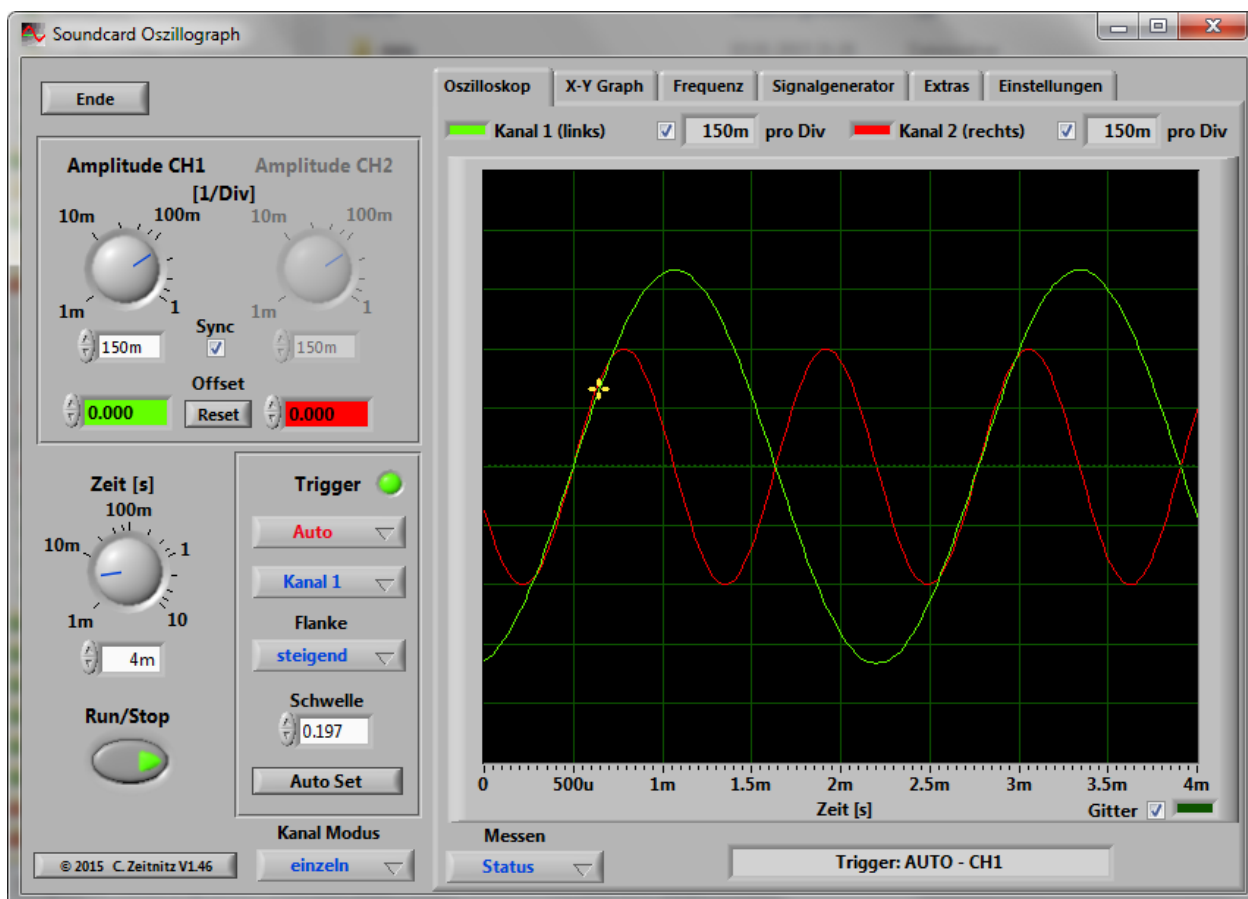 Soundcard Oszillograph
Ende
Oszilloskop X-Y Graph Frequenz Signalgenerator Extras Einstellungen
Kanal 1 (links) 150m pro Div Kanal 2 (rechts) 150m pro Div
Amplitude CH1 Amplitude CH2
[1/Div]
10m 100m 10m 100m
1m 1 1m 1
Sync
150m 150m
Offset
0.000 Reset 0.000
Zeit [s]
100m
10m 1
1m 10
4m
Run/Stop
Trigger
Auto
Kanal 1
Flanke
steigend
Schwelle
0.197
Auto Set
0 500u 1m 1.5m 2m 2.5m 3m 3.5m 4m
Zeit [s]
Gitter
Kanal Modus
einzeln
Messen
Status
Trigger: AUTO - CH1
© 2015 C. Zeitnitz V1.46